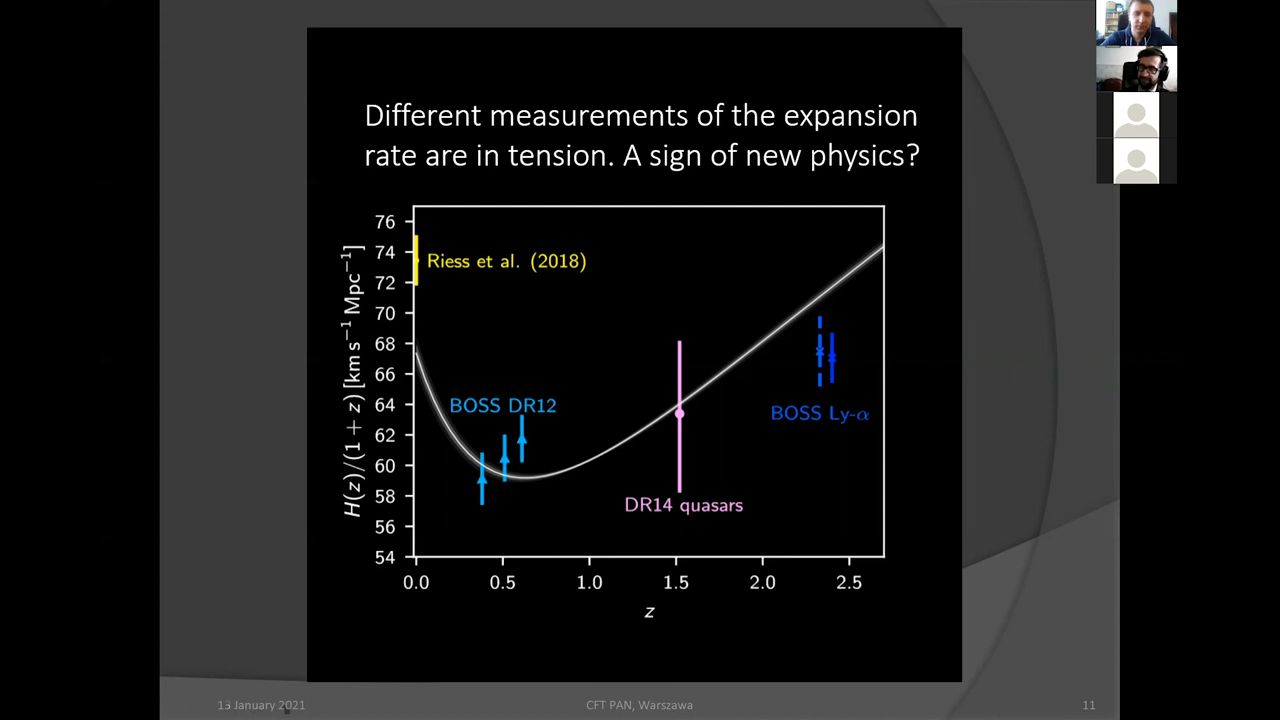 Different measurements of the expansion
rate are in tension. A sign of new physics?
76
74
72
70
68
66
64
62
60
58
56
54
H(z)/(1 + z) [km s⁻¹ Mpc⁻¹]
Riess et al. (2018)
BOSS DR12
BOSS Ly-α
DR14 quasars
0.0 0.5 1.0 1.5 2.0 2.5
z
13 January 2021
CFT PAN, Warszawa
11